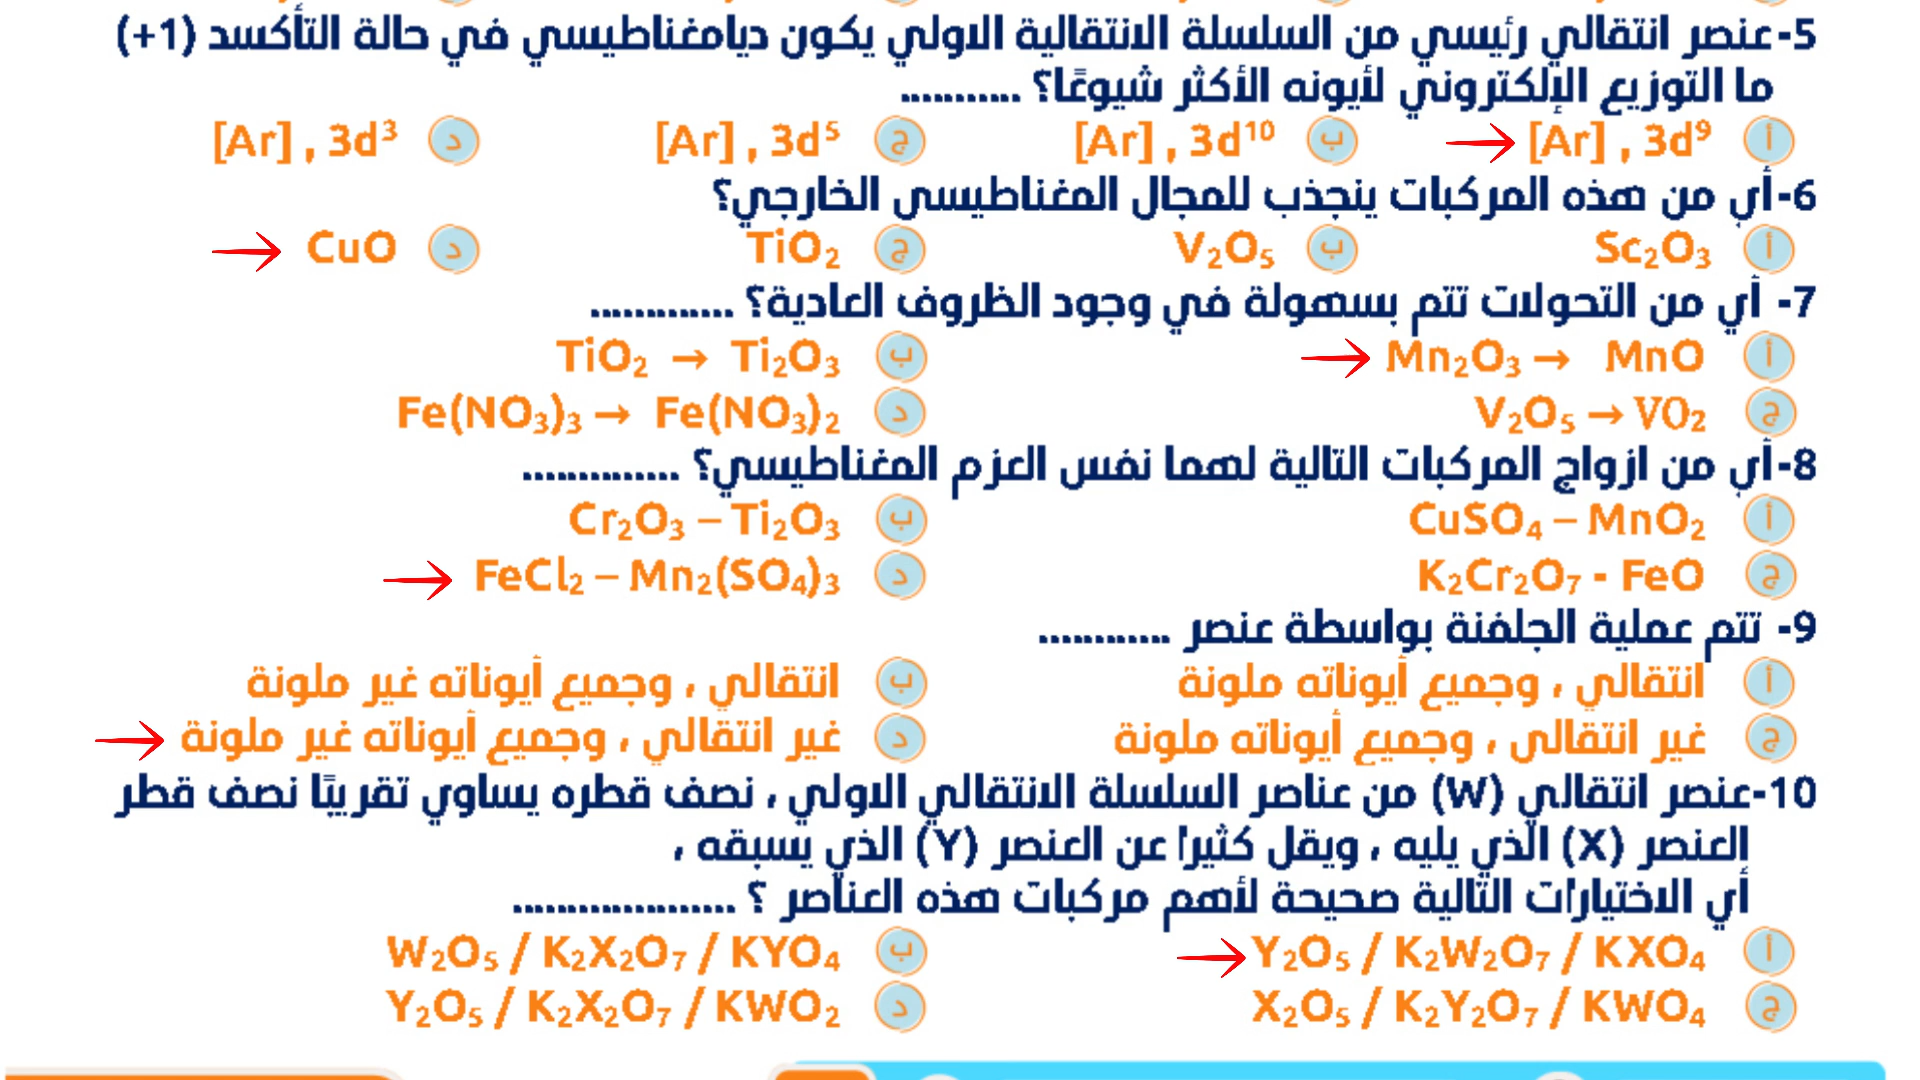 5-عنصر انتقالي رئيسي من السلسلة الانتقالية الاولي يكون ديامغناطيسي في حالة التأكسد (1+)
ما التوزيع الإلكتروني لأيونه الأكثر شيوعًا؟ ...........
أ [Ar] , 3d⁹ ب [Ar] , 3d¹⁰ ج [Ar] , 3d⁵ د [Ar] , 3d³
6-أي من هذه المركبات ينجذب للمجال المغناطيسي الخارجي؟
أ Sc₂O₃ ب V₂O₅ ج TiO₂ د CuO
7- أي من التحولات تتم بسهولة في وجود الظروف العادية؟ .............
أ Mn₂O₃ → MnO ب TiO₂ → Ti₂O₃
ج V₂O₅ → VO₂ د Fe(NO₃)₃ → Fe(NO₃)₂
8-أي من ازواج المركبات التالية لهما نفس العزم المغناطيسي؟ ..............
أ CuSO₄ – MnO₂ ب Cr₂O₃ – Ti₂O₃
ج K₂Cr₂O₇ - FeO د FeCl₂ – Mn₂(SO₄)₃
9- تتم عملية الجلفنة بواسطة عنصر ............
أ انتقالي ، وجميع أيوناته ملونة ب انتقالي ، وجميع أيوناته غير ملونة
ج غير انتقالي ، وجميع أيوناته ملونة د غير انتقالي ، وجميع أيوناته غير ملونة
10-عنصر انتقالي (W) من عناصر السلسلة الانتقالي الاولي ، نصف قطره يساوي تقريبًا نصف قطر
العنصر (X) الذي يليه ، ويقل كثيرا عن العنصر (Y) الذي يسبقه ،
أي الاختيارات التالية صحيحة لأهم مركبات هذه العناصر ؟ ....................
أ Y₂O₅ / K₂W₂O₇ / KXO₄ ب W₂O₅ / K₂X₂O₇ / KYO₄
ج X₂O₅ / K₂Y₂O₇ / KWO₄ د Y₂O₅ / K₂X₂O₇ / KWO₂